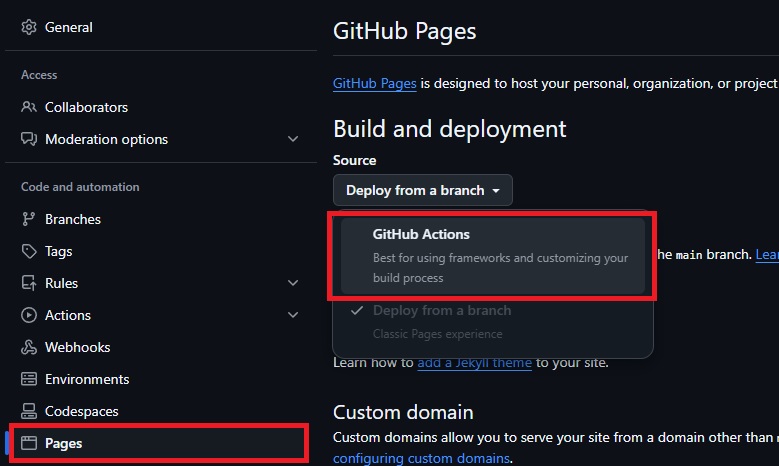 General
Access
Collaborators
Moderation options
Code and automation
Branches
Tags
Rules
Actions
Webhooks
Environments
Codespaces
Pages
GitHub Pages
GitHub Pages is designed to host your personal, organization, or project
Build and deployment
Source
Deploy from a branch
GitHub Actions
Best for using frameworks and customizing your
build process
he main branch. Lea
Deploy from a branch
Classic Pages experience
Learn how to add a Jekyll theme to your site.
Custom domain
Custom domains allow you to serve your site from a domain other than
configuring custom domains.